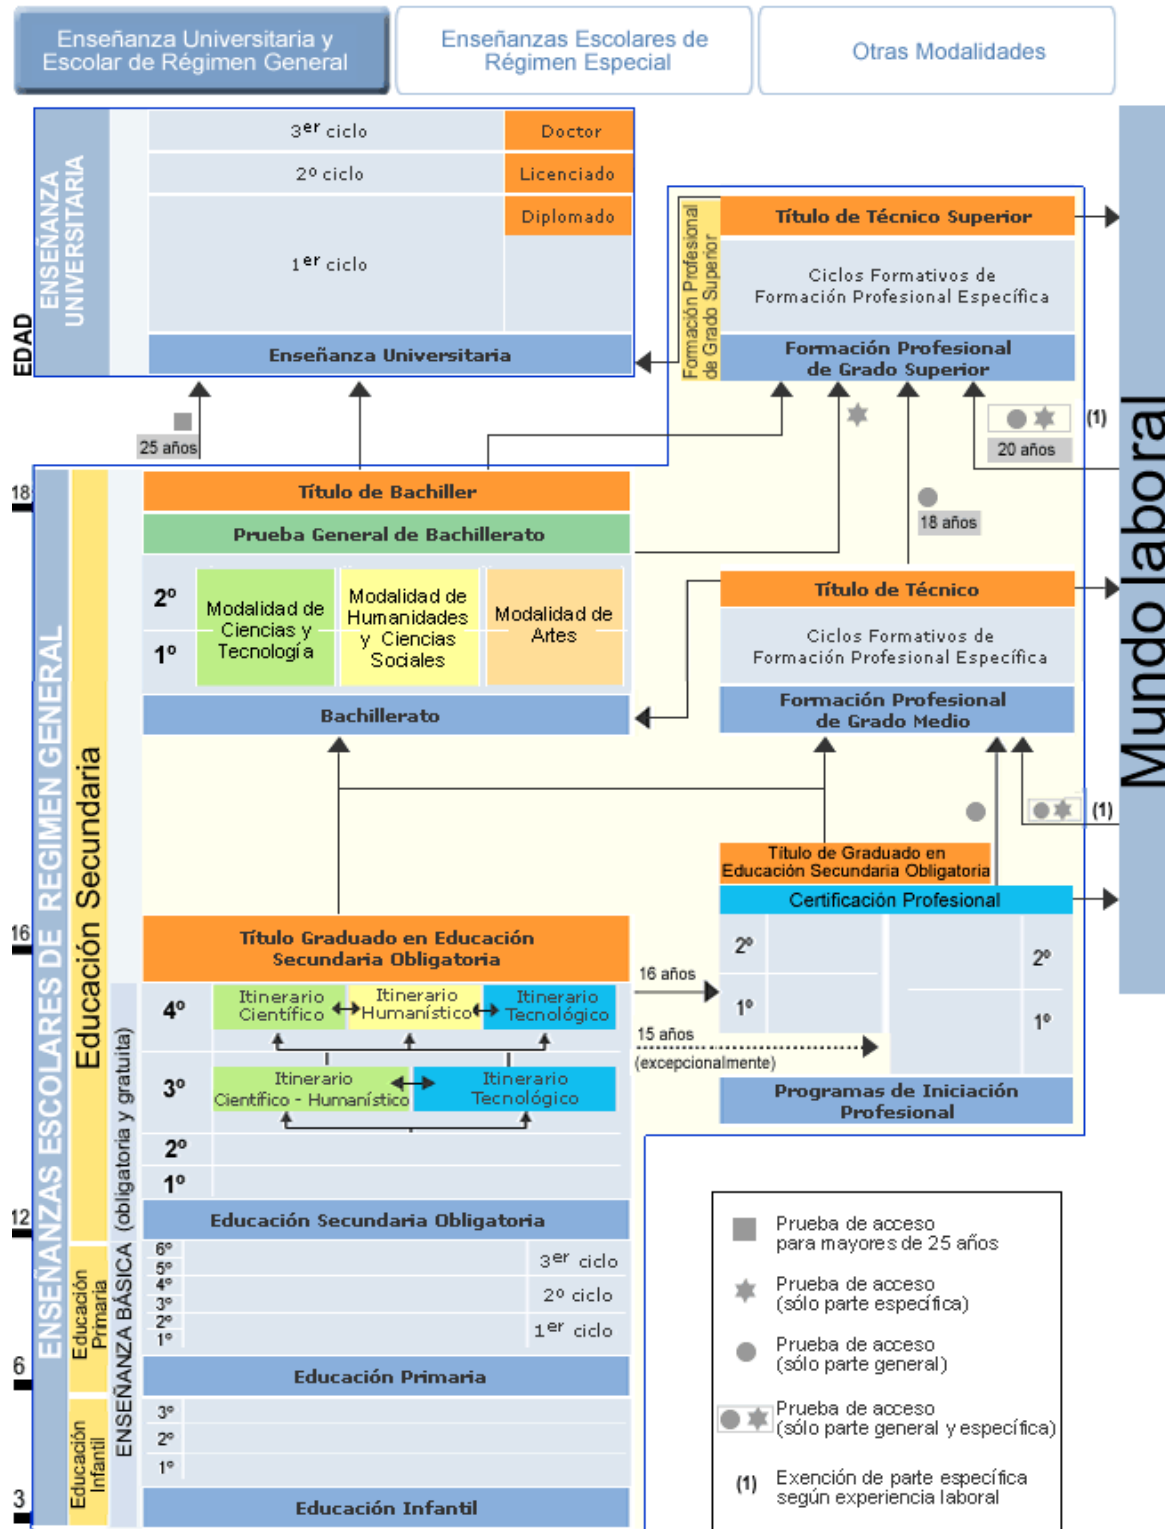 Enseñanza Universitaria y
Escolar de Régimen General
Enseñanzas Escolares de
Régimen Especial
Otras Modalidades
EDAD
ENSEÑANZA
UNIVERSITARIA
3er ciclo
Doctor
2º ciclo
Licenciado
Diplomado
1er ciclo
Enseñanza Universitaria
Formación Profesional
de Grado Superior
Título de Técnico Superior
Ciclos Formativos de
Formación Profesional Específica
Formación Profesional
de Grado Superior
Mundo laboral
25 años
20 años
(1)
18 años
18
ENSEÑANZAS ESCOLARES DE REGIMEN GENERAL
Educación Secundaria
Título de Bachiller
Prueba General de Bachillerato
2º
1º
Modalidad de
Ciencias y
Tecnología
Modalidad de
Humanidades
y Ciencias
Sociales
Modalidad de
Artes
Bachillerato
Título de Técnico
Ciclos Formativos de
Formación Profesional Específica
Formación Profesional
de Grado Medio
(1)
Título de Graduado en
Educación Secundaria Obligatoria
Certificación Profesional
2º
1º
2º
1º
Programas de Iniciación
Profesional
16 años
15 años
(excepcionalmente)
16
Título Graduado en Educación
Secundaria Obligatoria
4º
Itinerario
Científico
Itinerario
Humanístico
Itinerario
Tecnológico
3º
Itinerario
Científico - Humanístico
Itinerario
Tecnológico
2º
1º
Educación Secundaria Obligatoria
12
ENSEÑANZA BÁSICA (obligatoria y gratuita)
Educación
Primaria
6º
5º
3er ciclo
4º
3º
2º ciclo
2º
1º
1er ciclo
Educación Primaria
6
Educación
Infantil
3º
2º
1º
Educación Infantil
3
Prueba de acceso
para mayores de 25 años
Prueba de acceso
(sólo parte específica)
Prueba de acceso
(sólo parte general)
Prueba de acceso
(sólo parte general y específica)
(1) Exención de parte específica
según experiencia laboral